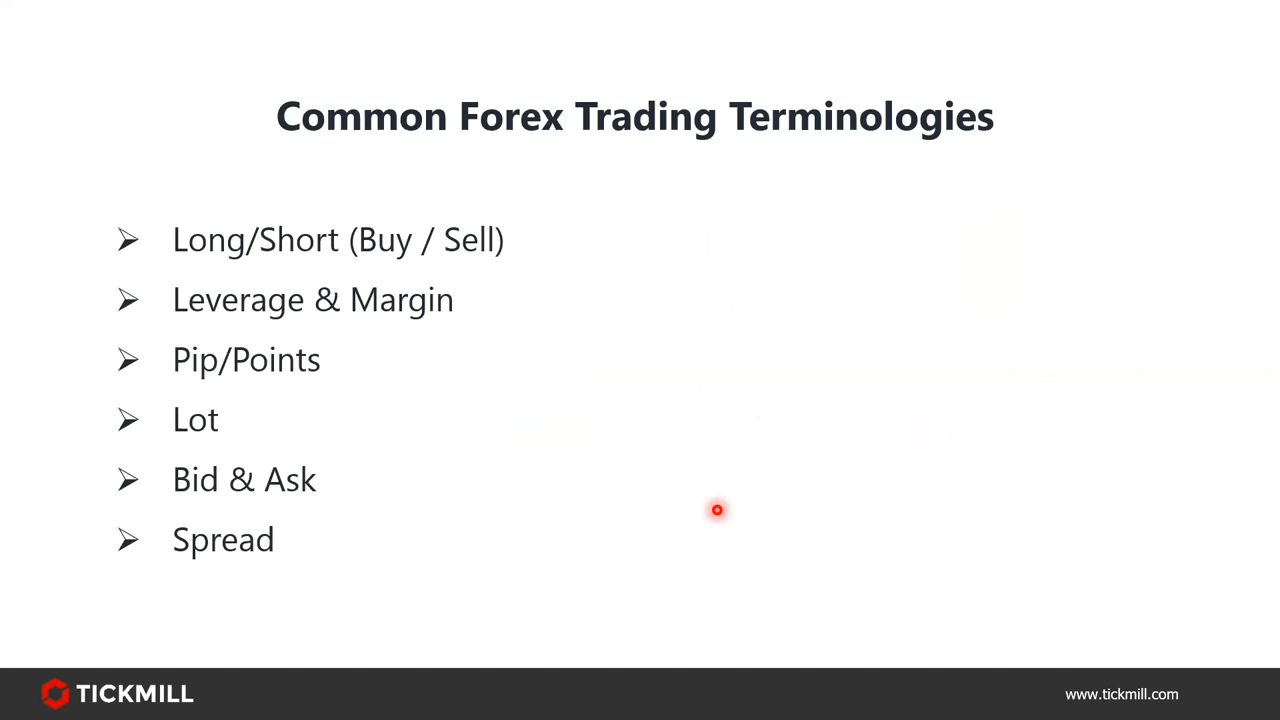 Common Forex Trading Terminologies
Long/Short (Buy / Sell)
Leverage & Margin
Pip/Points
Lot
Bid & Ask
Spread
TICKMILL
www.tickmill.com